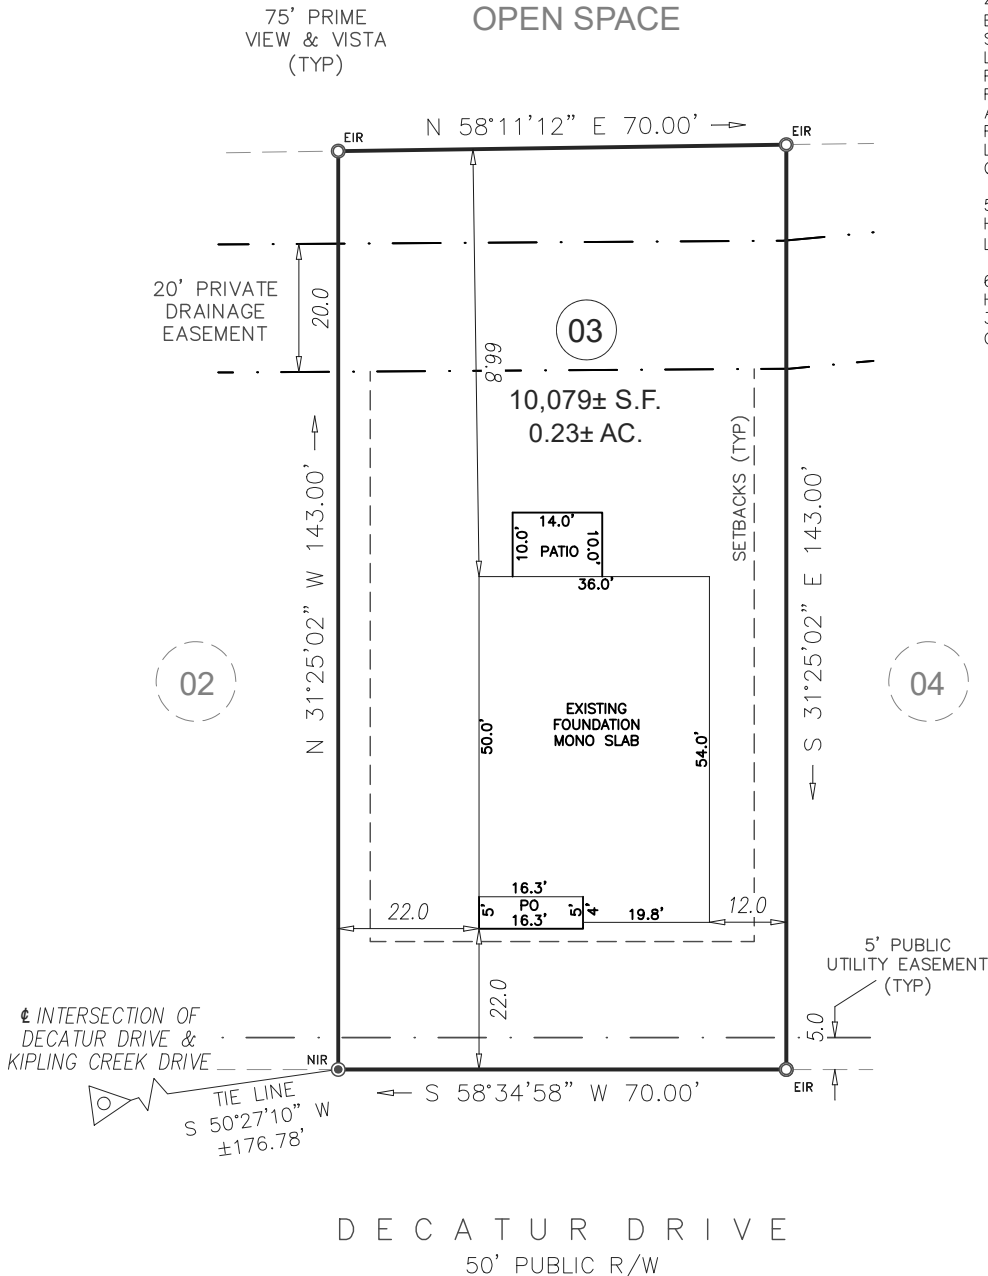 75' PRIME
VIEW & VISTA
(TYP)
OPEN SPACE
N 58°11'12" E 70.00'
EIR
EIR
20' PRIVATE
DRAINAGE
EASEMENT
20.0
66.8
03
10,079± S.F.
0.23± AC.
SETBACKS (TYP)
N 31°25'02" W 143.00'
S 31°25'02" E 143.00'
14.0'
10.0'
PATIO
10.0'
36.0'
02
04
EXISTING
FOUNDATION
MONO SLAB
50.0'
54.0'
16.3'
PO
16.3'
5'
5'
4'
19.8'
22.0
12.0
22.0
5' PUBLIC
UTILITY EASEMENT
(TYP)
5.0
℄ INTERSECTION OF
DECATUR DRIVE &
KIPLING CREEK DRIVE
NIR
EIR
TIE LINE
S 50°27'10" W
±176.78'
S 58°34'58" W 70.00'
DECATUR DRIVE
50' PUBLIC R/W